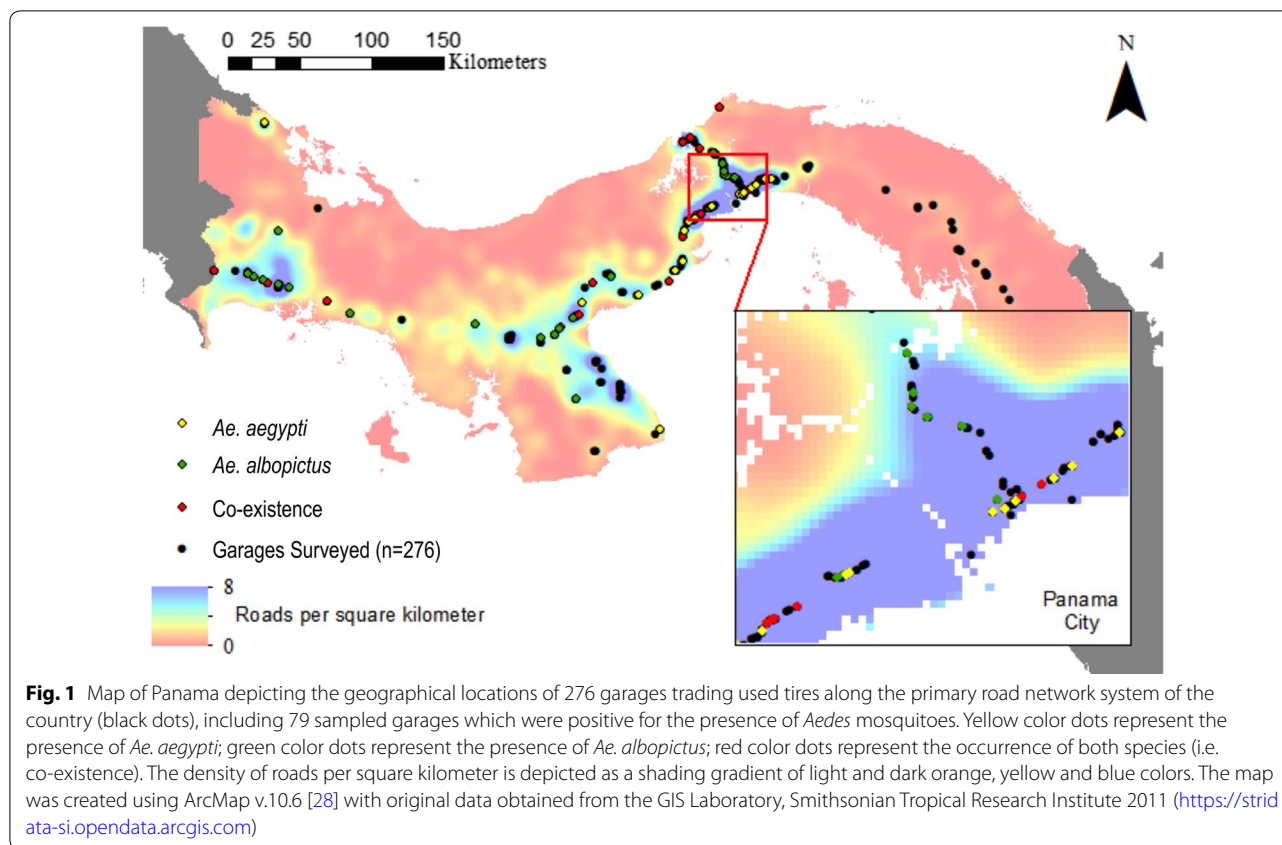 0 25 50 100 150
Kilometers
N
Ae. aegypti
Ae. albopictus
Co-existence
Garages Surveyed (n=276)
8
Roads per square kilometer
0
Panama
City
Fig. 1 Map of Panama depicting the geographical locations of 276 garages trading used tires along the primary road network system of the
country (black dots), including 79 sampled garages which were positive for the presence of Aedes mosquitoes. Yellow color dots represent the
presence of Ae. aegypti; green color dots represent the presence of Ae. albopictus; red color dots represent the occurrence of both species (i.e.
co-existence). The density of roads per square kilometer is depicted as a shading gradient of light and dark orange, yellow and blue colors. The map
was created using ArcMap v.10.6 [28] with original data obtained from the GIS Laboratory, Smithsonian Tropical Research Institute 2011 (https://strid
ata-si.opendata.arcgis.com)